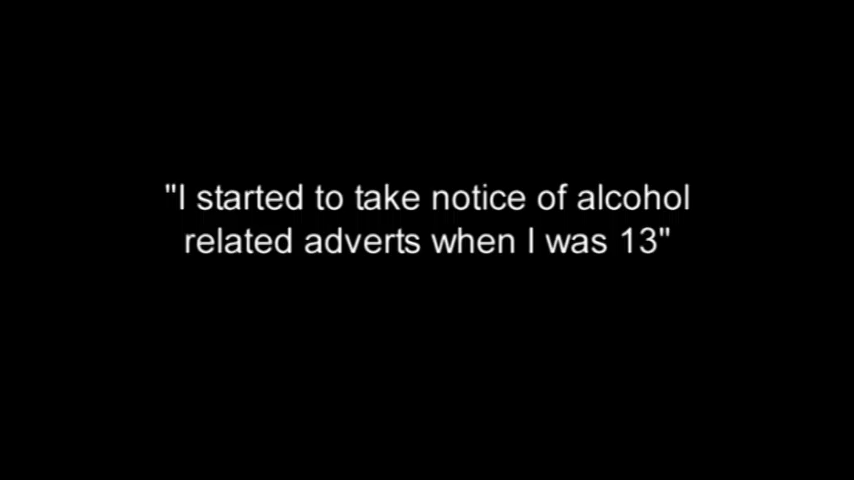 "I started to take notice of alcohol
related adverts when I was 13"